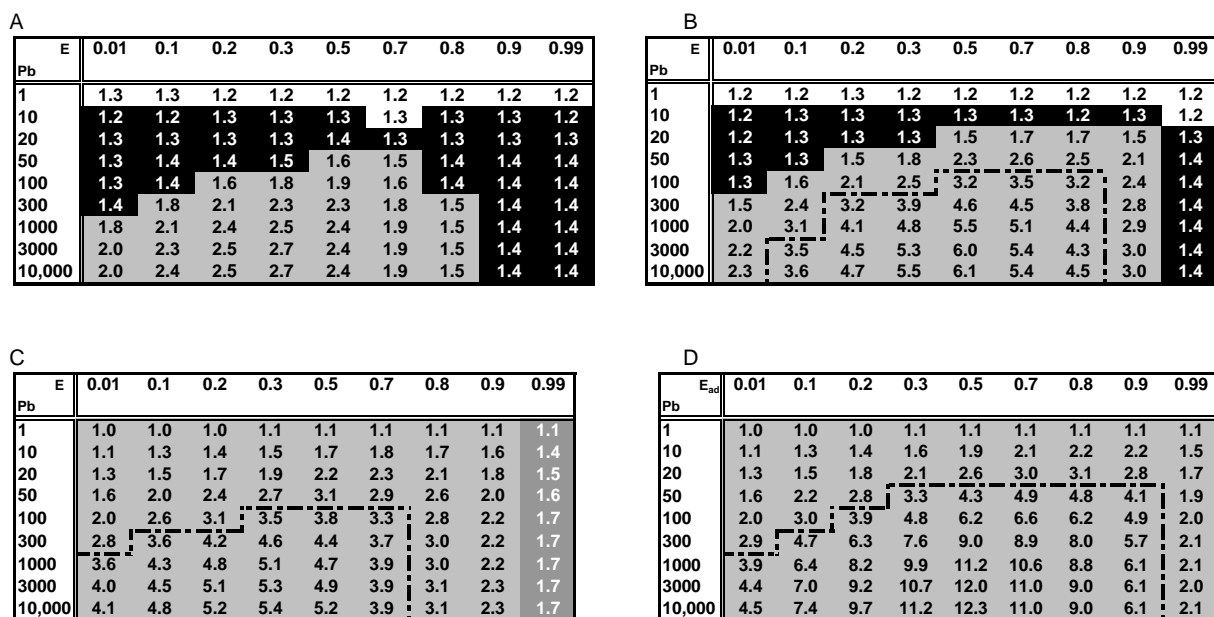 A
E 0.01 0.1 0.2 0.3 0.5 0.7 0.8 0.9 0.99
Pb
1 1.3 1.3 1.2 1.2 1.2 1.2 1.2 1.2 1.2
10 1.2 1.2 1.3 1.3 1.3 1.3 1.3 1.3 1.2
20 1.3 1.3 1.3 1.3 1.4 1.3 1.3 1.3 1.3
50 1.3 1.4 1.4 1.5 1.6 1.5 1.4 1.4 1.4
100 1.3 1.4 1.6 1.8 1.9 1.6 1.4 1.4 1.4
300 1.4 1.8 2.1 2.3 2.3 1.8 1.5 1.4 1.4
1000 1.8 2.1 2.4 2.5 2.4 1.9 1.5 1.4 1.4
3000 2.0 2.3 2.5 2.7 2.4 1.9 1.5 1.4 1.4
10,000 2.0 2.4 2.5 2.7 2.4 1.9 1.5 1.4 1.4
B
E 0.01 0.1 0.2 0.3 0.5 0.7 0.8 0.9 0.99
Pb
1 1.2 1.2 1.3 1.2 1.2 1.2 1.2 1.2 1.2
10 1.2 1.3 1.3 1.3 1.3 1.3 1.2 1.3 1.2
20 1.2 1.3 1.3 1.3 1.5 1.7 1.7 1.5 1.3
50 1.3 1.3 1.5 1.8 2.3 2.6 2.5 2.1 1.4
100 1.3 1.6 2.1 2.5 3.2 3.5 3.2 2.4 1.4
300 1.5 2.4 3.2 3.9 4.6 4.5 3.8 2.8 1.4
1000 2.0 3.1 4.1 4.8 5.5 5.1 4.4 2.9 1.4
3000 2.2 3.5 4.5 5.3 6.0 5.4 4.3 3.0 1.4
10,000 2.3 3.6 4.7 5.5 6.1 5.4 4.5 3.0 1.4
C
E 0.01 0.1 0.2 0.3 0.5 0.7 0.8 0.9 0.99
Pb
1 1.0 1.0 1.0 1.1 1.1 1.1 1.1 1.1 1.1
10 1.1 1.3 1.4 1.5 1.7 1.8 1.7 1.6 1.4
20 1.3 1.5 1.7 1.9 2.2 2.3 2.1 1.8 1.5
50 1.6 2.0 2.4 2.7 3.1 2.9 2.6 2.0 1.6
100 2.0 2.6 3.1 3.5 3.8 3.3 2.8 2.2 1.7
300 2.8 3.6 4.2 4.6 4.4 3.7 3.0 2.2 1.7
1000 3.6 4.3 4.8 5.1 4.7 3.9 3.0 2.2 1.7
3000 4.0 4.5 5.1 5.3 4.9 3.9 3.1 2.2 1.7
10,000 4.1 4.8 5.2 5.4 5.2 3.9 3.1 2.3 1.7
D
Ead 0.01 0.1 0.2 0.3 0.5 0.7 0.8 0.9 0.99
Pb
1 1.0 1.0 1.0 1.1 1.1 1.1 1.1 1.1 1.1
10 1.1 1.3 1.4 1.6 1.9 2.1 2.2 2.2 1.5
20 1.3 1.5 1.8 2.1 2.6 3.0 3.1 2.8 1.7
50 1.6 2.2 2.8 3.3 4.3 4.9 4.8 4.1 1.9
100 2.0 3.0 3.9 4.8 6.2 6.6 6.2 4.9 2.0
300 2.9 4.7 6.3 7.6 9.0 8.9 8.0 5.7 2.1
1000 3.9 6.4 8.2 9.9 11.2 10.6 8.8 6.1 2.1
3000 4.4 7.0 9.2 10.7 12.0 11.0 9.0 6.1 2.0
10,000 4.5 7.4 9.7 11.2 12.3 11.0 9.0 6.1 2.1